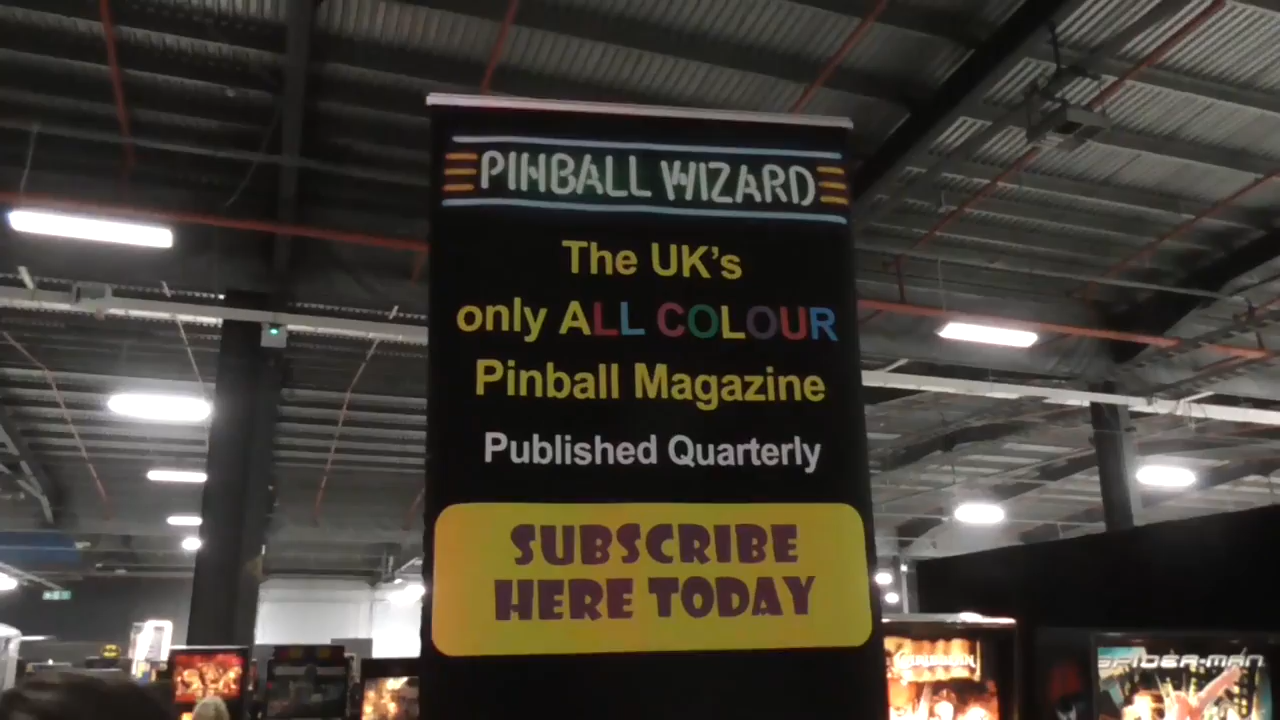 PINBALL WIZARD
The UK's
only ALL COLOUR
Pinball Magazine
Published Quarterly
SUBSCRIBE
HERE TODAY
SPIDER-MAN